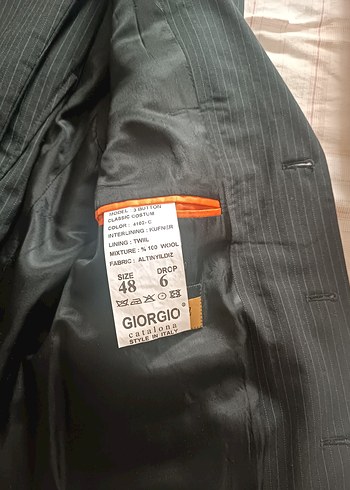 MODEL : 3 BUTTON
CLASSIC COSTUM
COLOR : 4102- C
INTERLINING : KUFNER
LINING : TWIL
MIXTURE : % 100 WOOL
FABRIC : ALTINYILDIZ
SIZE DROP
48 6
GIORGIO®
catalona
STYLE IN ITALY